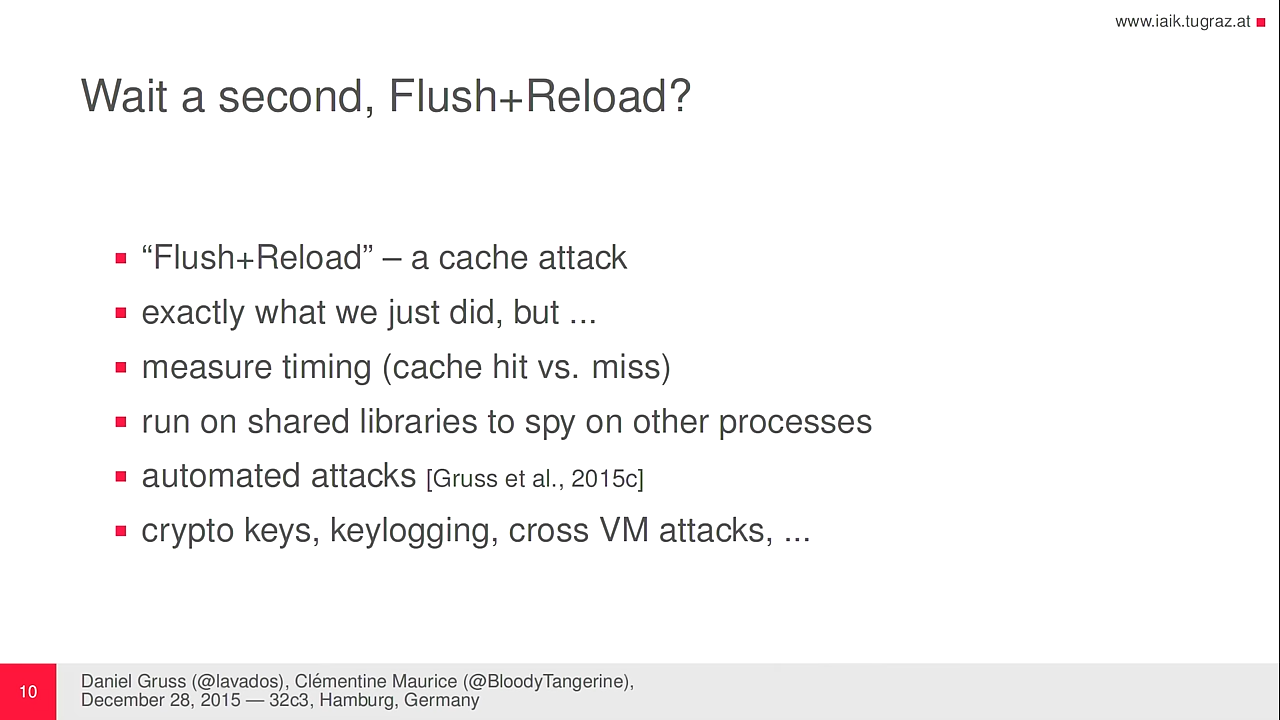 www.iaik.tugraz.at
Wait a second, Flush+Reload?
“Flush+Reload” – a cache attack
exactly what we just did, but ...
measure timing (cache hit vs. miss)
run on shared libraries to spy on other processes
automated attacks [Gruss et al., 2015c]
crypto keys, keylogging, cross VM attacks, ...
10
Daniel Gruss (@lavados), Clémentine Maurice (@BloodyTangerine),
December 28, 2015 — 32c3, Hamburg, Germany